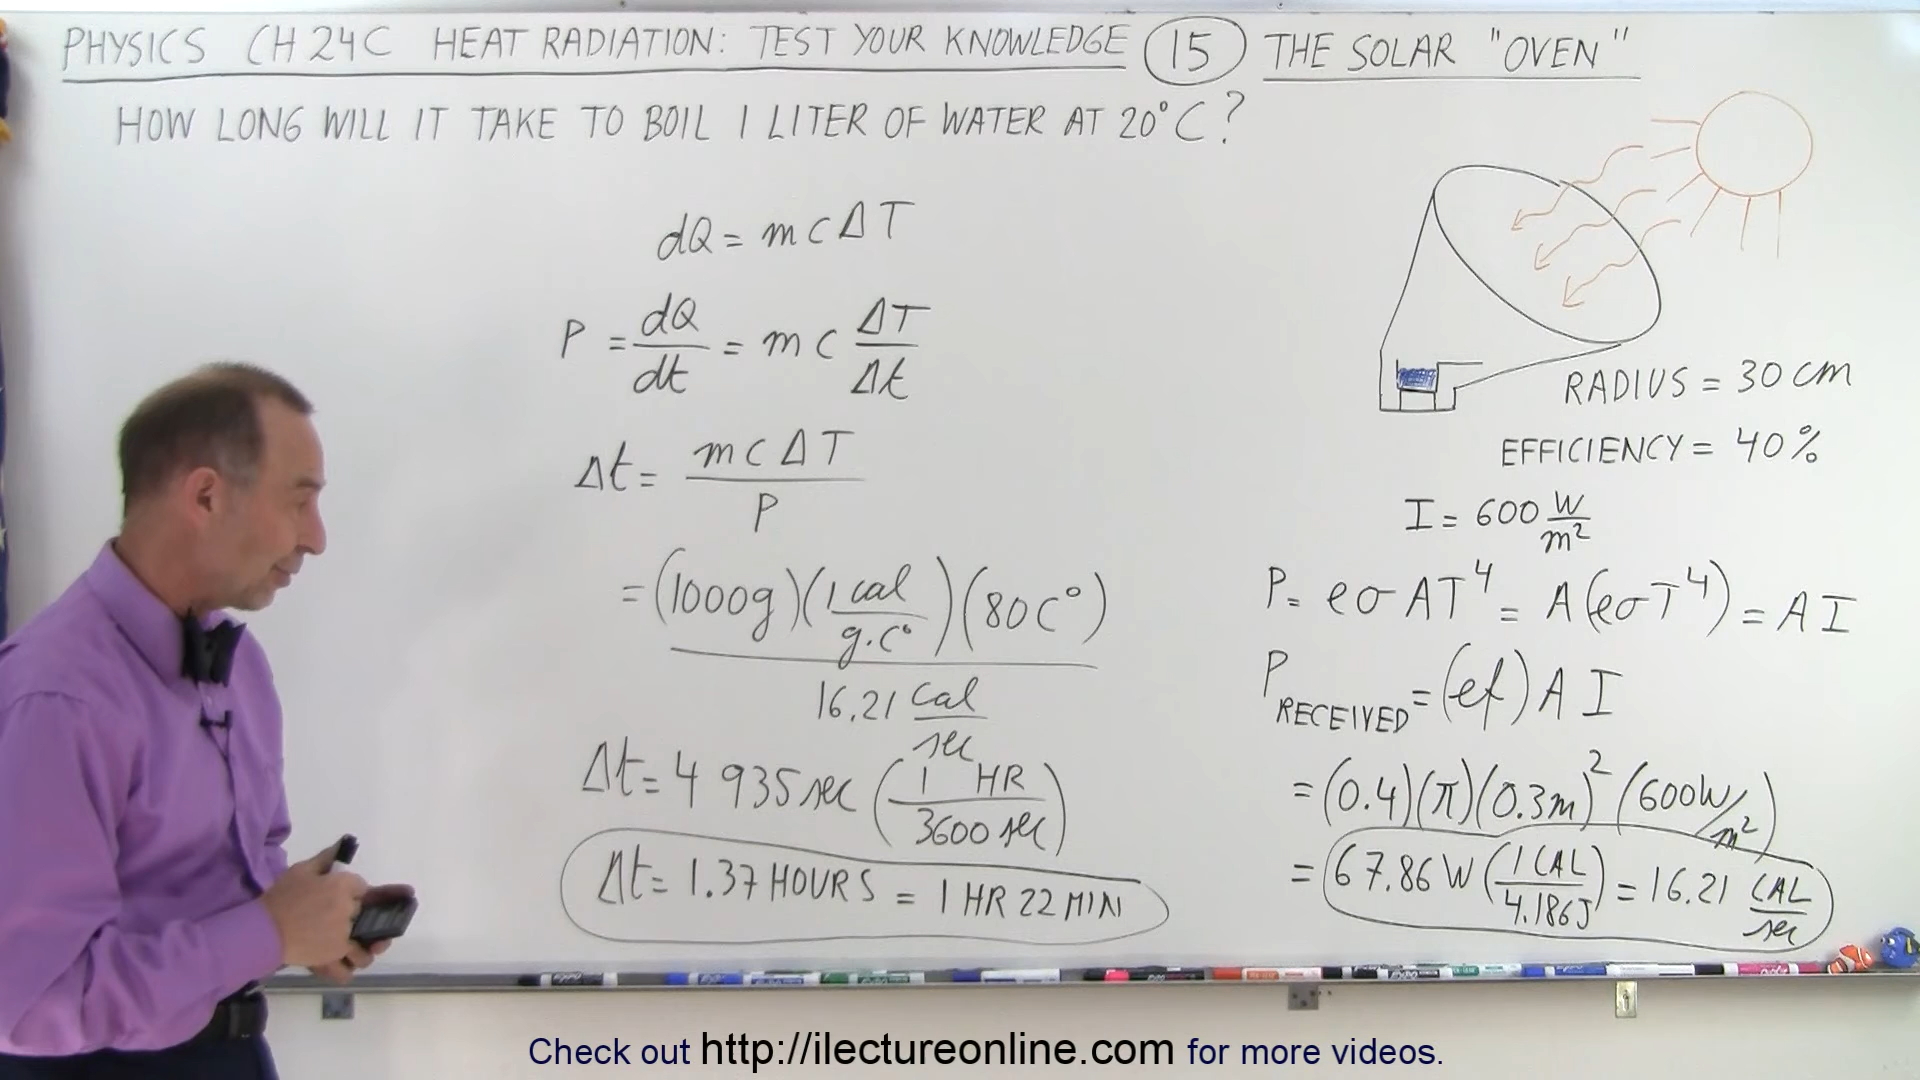 PHYSICS CH 24C HEAT RADIATION: TEST YOUR KNOWLEDGE 15 THE SOLAR "OVEN"
HOW LONG WILL IT TAKE TO BOIL 1 LITER OF WATER AT 20°C?
dQ = mcΔT
P = dQ/dt = mc ΔT/Δt
Δt = mcΔT/P
= (1000g)(1 cal/g·C°)(80C°) / 16.21 cal/sec
Δt = 4 935 sec (1 HR/3600 sec)
Δt = 1.37 HOURS = 1 HR 22 MIN
RADIUS = 30 cm
EFFICIENCY = 40%
I = 600 W/m²
P = eσAT⁴ = A(eσT⁴) = AI
P RECEIVED = (ef) A I
= (0.4)(π)(0.3m)² (600W/m²)
= 67.86 W (1 CAL/4.186J) = 16.21 CAL/sec
Check out http://ilectureonline.com for more videos.